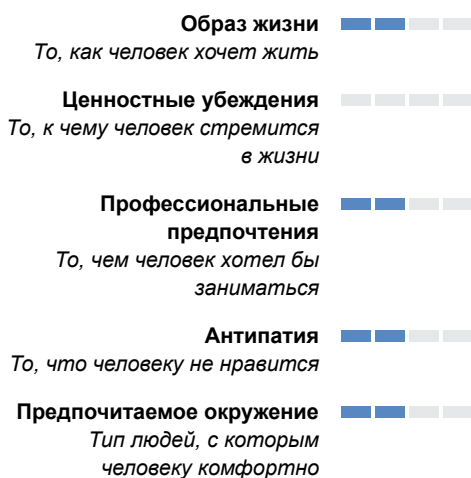 Образ жизни
То, как человек хочет жить
Ценностные убеждения
То, к чему человек стремится
в жизни
Профессиональные
предпочтения
То, чем человек хотел бы
заниматься
Антипатия
То, что человеку не нравится
Предпочитаемое окружение
Тип людей, с которым
человеку комфортно